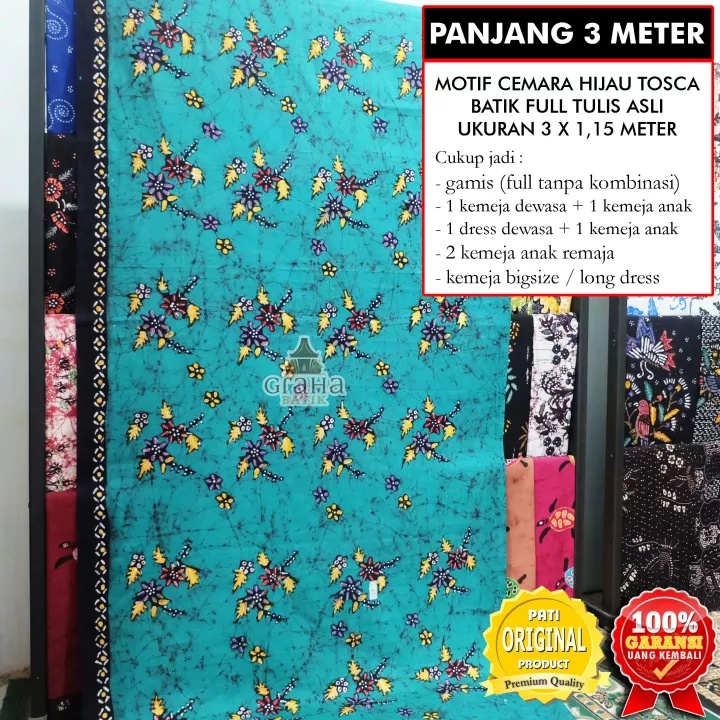 PANJANG 3 METER
MOTIF CEMARA HIJAU TOSCA
BATIK FULL TULIS ASLI
UKURAN 3 X 1,15 METER
Cukup jadi :
- gamis (full tanpa kombinasi)
- 1 kemeja dewasa + 1 kemeja anak
- 1 dress dewasa + 1 kemeja anak
- 2 kemeja anak remaja
- kemeja bigsize / long dress
GraHa
BATIK
PATI
ORIGINAL
PRODUCT
Premium Quality
100%
GARANSI
UANG KEMBALI